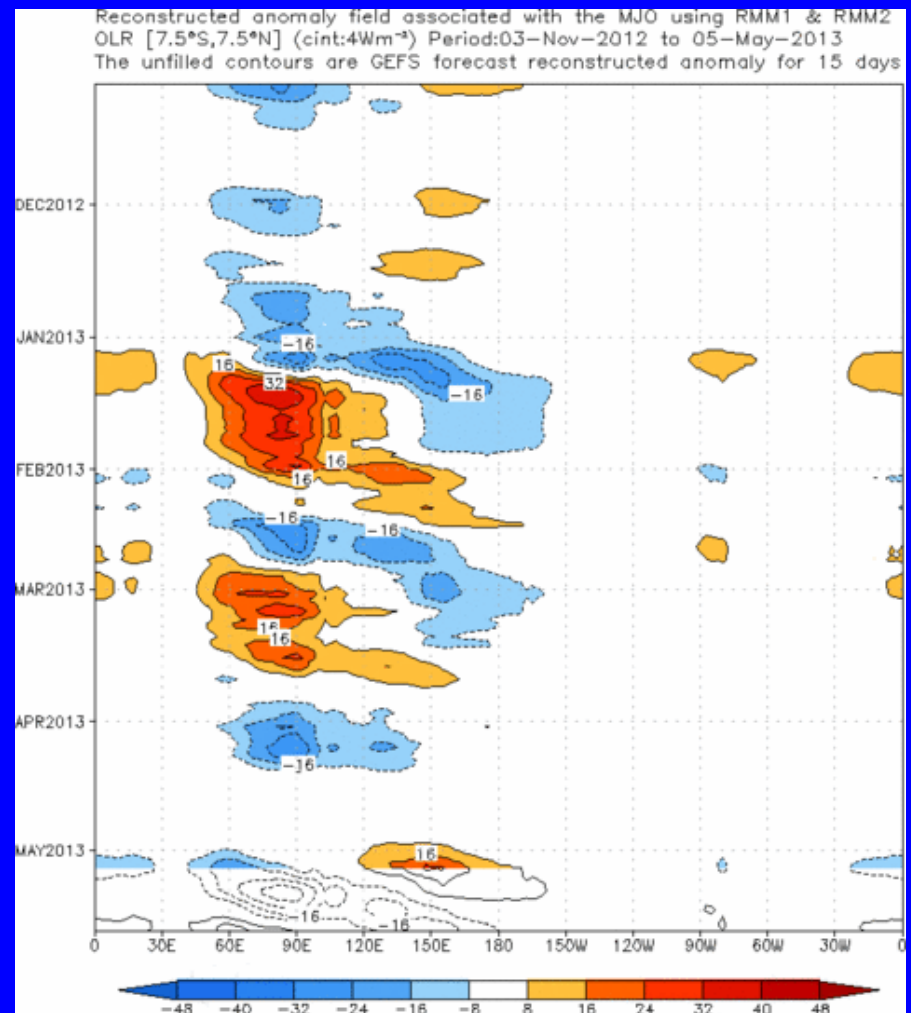 Reconstructed anomaly field associated with the MJO using RMM1 & RMM2
OLR [7.5°S,7.5°N] (cint:4Wm⁻²) Period:03-Nov-2012 to 05-May-2013
The unfilled contours are GEFS forecast reconstructed anomaly for 15 days
DEC2012
JAN2013
-16
16
32
-16
16
FEB2013
16
-16
-16
MAR2013
16
16
APR2013
-16
MAY2013
16
-16
-16
0 30E 60E 90E 120E 150E 180 150W 120W 90W 60W 30W 0
-48 -40 -32 -24 -16 -8 8 16 24 32 40 48